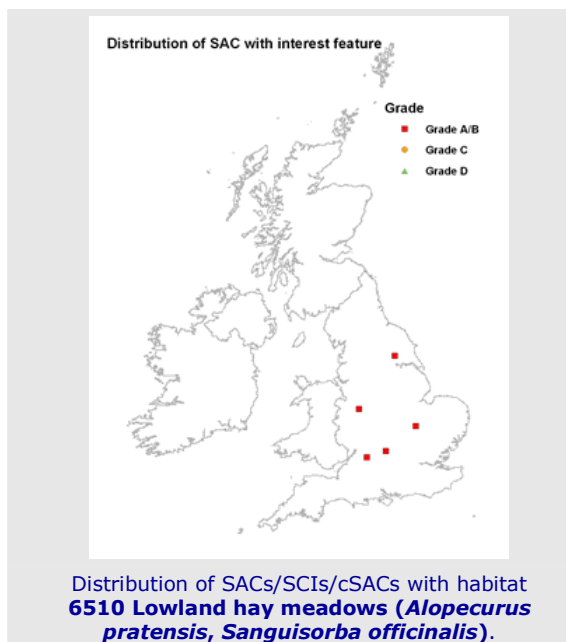 Distribution of SAC with interest feature
Grade
Grade A/B
Grade C
Grade D
Distribution of SACs/SCIs/cSACs with habitat
6510 Lowland hay meadows (Alopecurus
pratensis, Sanguisorba officinalis).